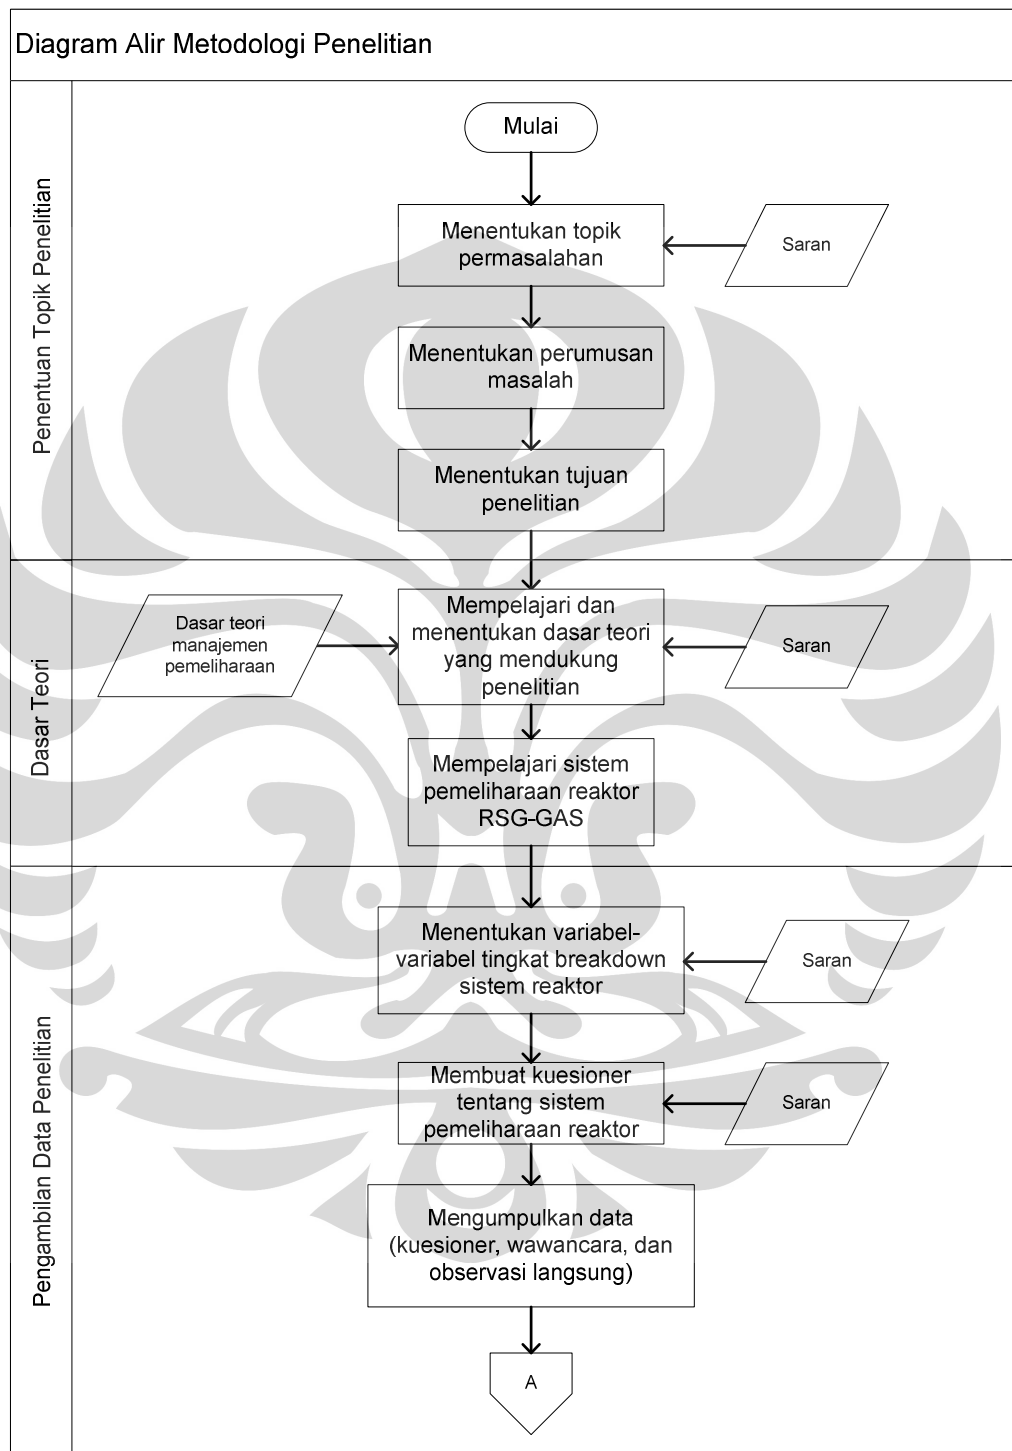 Diagram Alir Metodologi Penelitian
Penentuan Topik Penelitian
Mulai
Menentukan topik
permasalahan
Saran
Menentukan perumusan
masalah
Menentukan tujuan
penelitian
Dasar Teori
Dasar teori
manajemen
pemeliharaan
Mempelajari dan
menentukan dasar teori
yang mendukung
penelitian
Saran
Mempelajari sistem
pemeliharaan reaktor
RSG-GAS
Pengambilan Data Penelitian
Menentukan variabel-
variabel tingkat breakdown
sistem reaktor
Saran
Membuat kuesioner
tentang sistem
pemeliharaan reaktor
Saran
Mengumpulkan data
(kuesioner, wawancara, dan
observasi langsung)
A